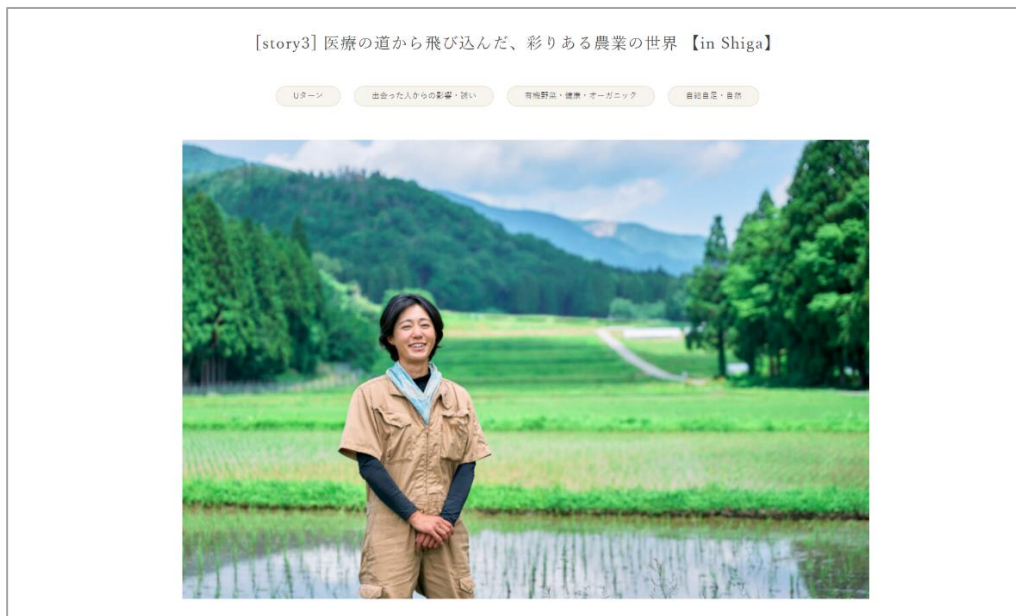 [story3] 医療の道から飛び込んだ、彩りある農業の世界 【in Shiga】
Uターン
出会った人からの影響・誘い
有機野菜・健康・オーガニック
自給自足・自然